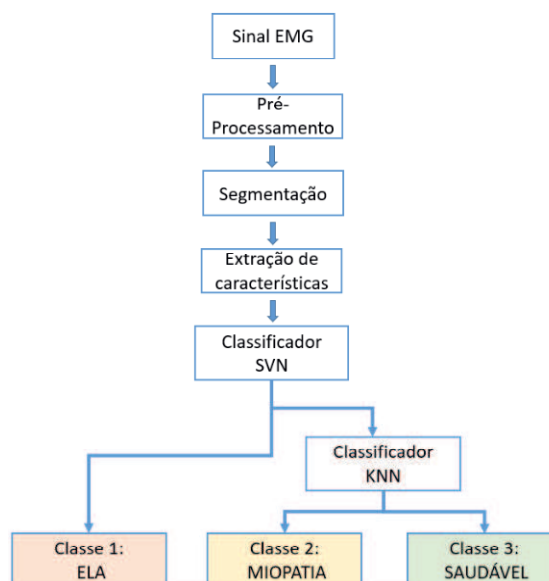 Sinal EMG
Pré-
Processamento
Segmentação
Extração de
características
Classificador
SVN
Classificador
KNN
Classe 1:
ELA
Classe 2:
MIOPATIA
Classe 3:
SAUDÁVEL